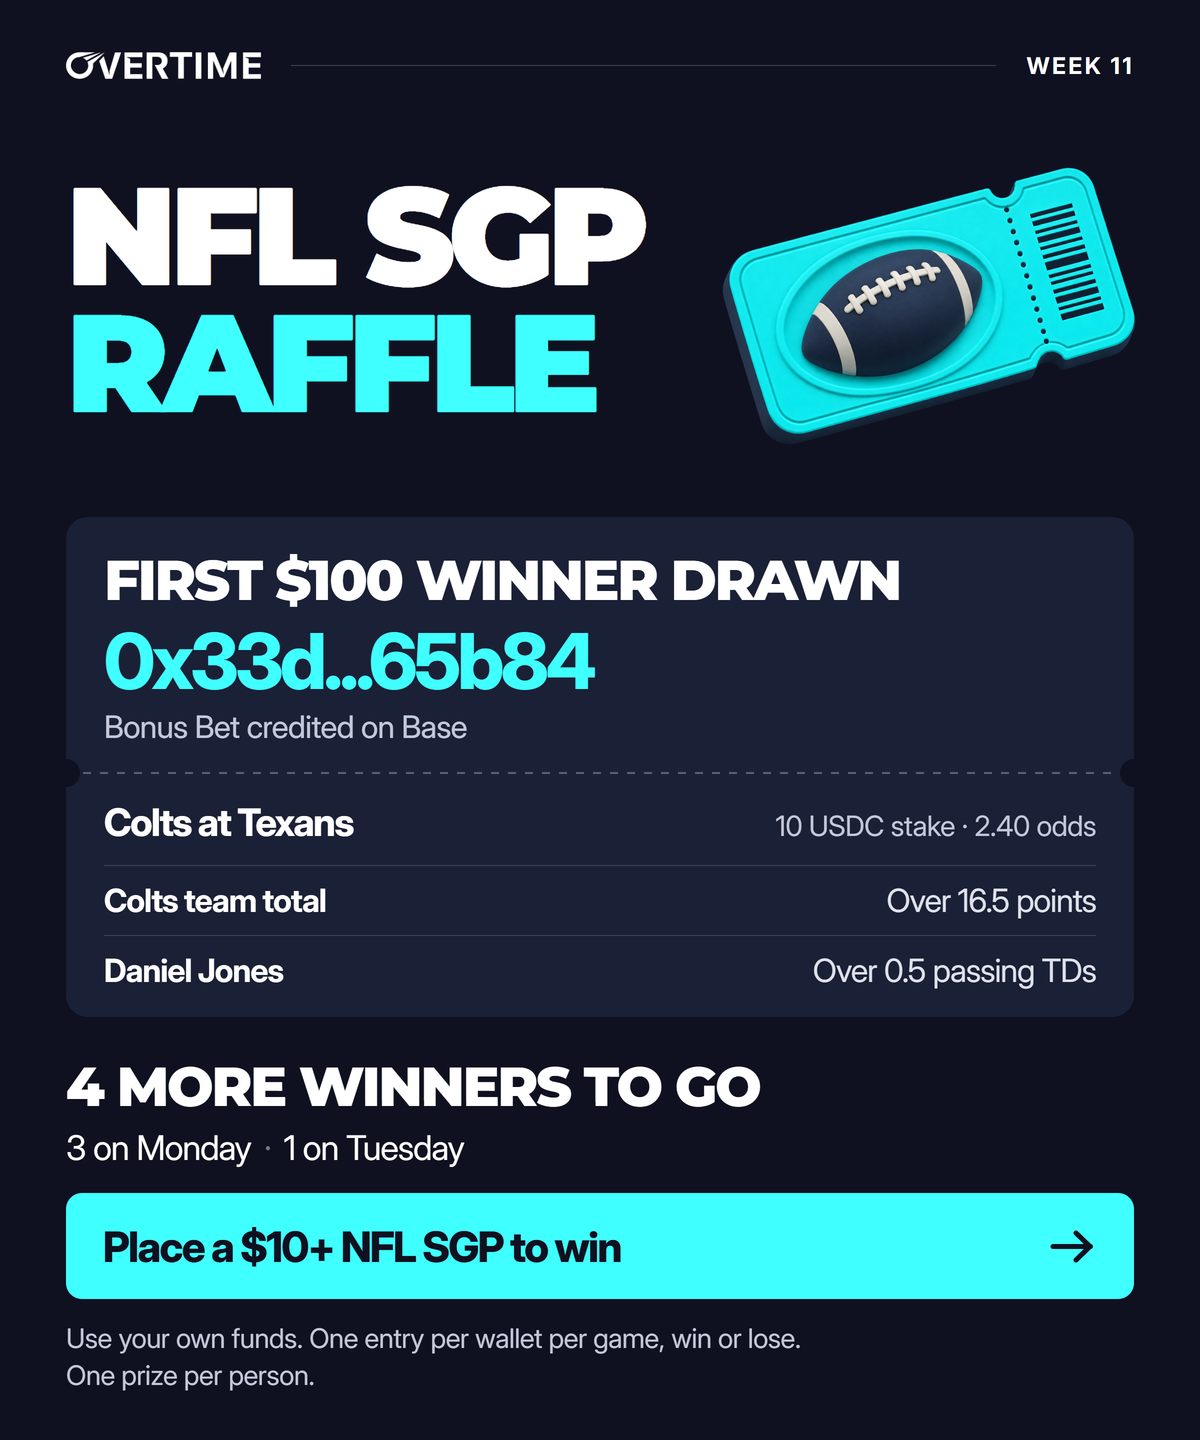 OVERTIME
WEEK 11
NFL SGP
RAFFLE
FIRST $100 WINNER DRAWN
0x33d...65b84
Bonus Bet credited on Base
Colts at Texans
10 USDC stake · 2.40 odds
Colts team total
Over 16.5 points
Daniel Jones
Over 0.5 passing TDs
4 MORE WINNERS TO GO
3 on Monday · 1 on Tuesday
Place a $10+ NFL SGP to win
Use your own funds. One entry per wallet per game, win or lose.
One prize per person.